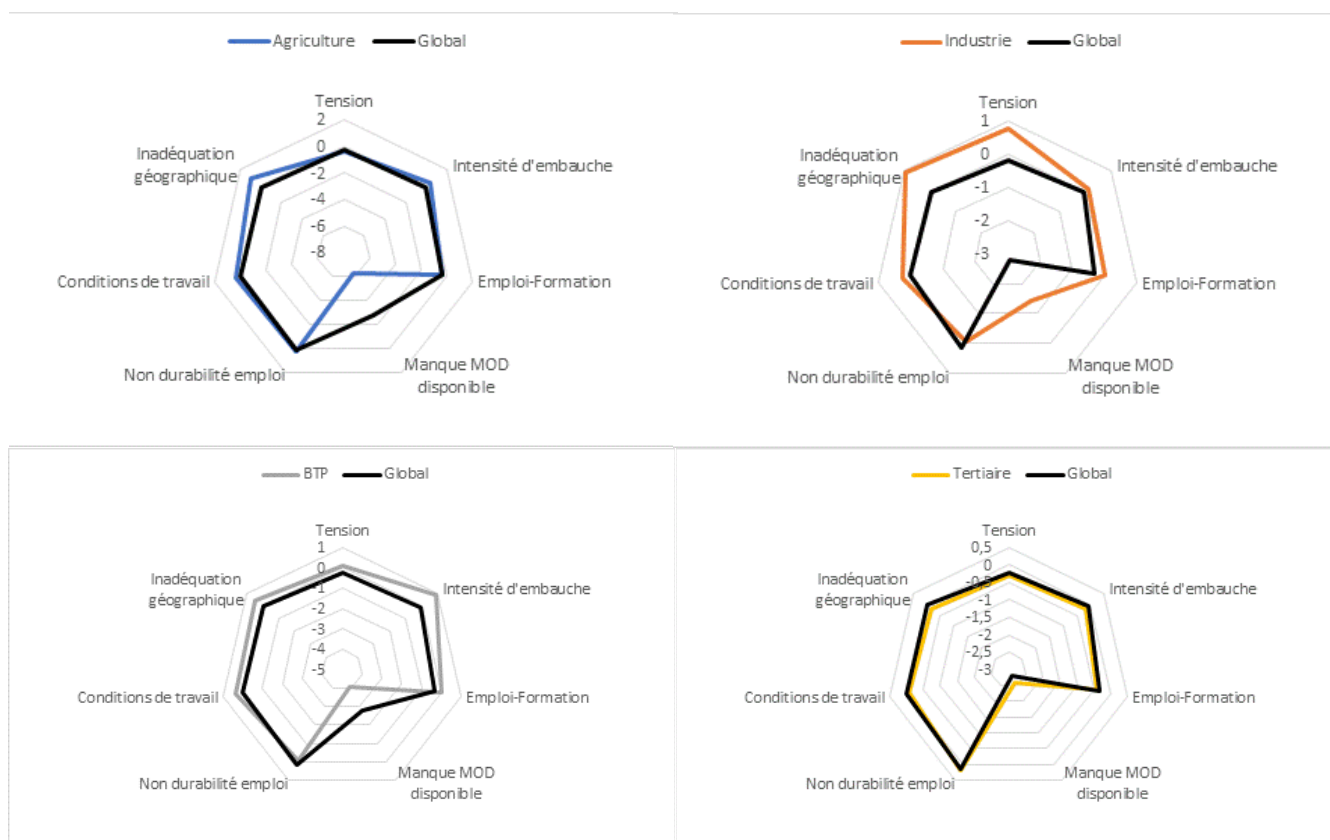 Agriculture Global
Tension
2
0
-2
-4
-6
-8
Inadéquation
géographique
Intensité d'embauche
Conditions de travail
Emploi-Formation
Non durabilité emploi
Manque MOD
disponible
Industrie Global
Tension
1
0
-1
-2
-3
Inadéquation
géographique
Intensité d'embauche
Conditions de travail
Emploi-Formation
Non durabilité emploi
Manque MOD
disponible
BTP Global
Tension
1
0
-1
-2
-3
-4
-5
Inadéquation
géographique
Intensité d'embauche
Conditions de travail
Emploi-Formation
Non durabilité emploi
Manque MOD
disponible
Tertiaire Global
Tension
0,5
0
-0,5
-1
-1,5
-2
-2,5
-3
Inadéquation
géographique
Intensité d'embauche
Conditions de travail
Emploi-Formation
Non durabilité emploi
Manque MOD
disponible